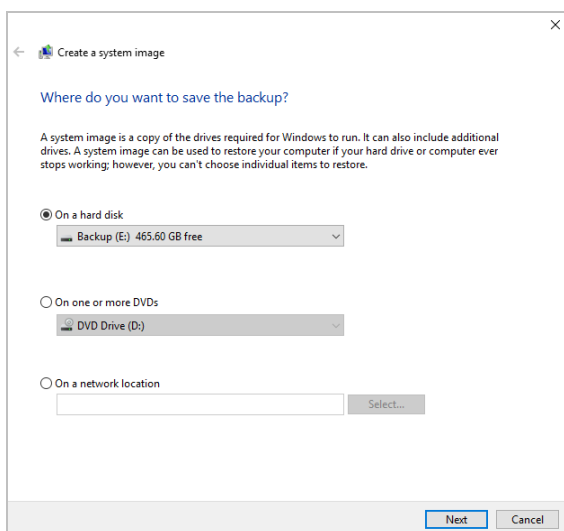 Create a system image
Where do you want to save the backup?
A system image is a copy of the drives required for Windows to run. It can also include additional
drives. A system image can be used to restore your computer if your hard drive or computer ever
stops working; however, you can't choose individual items to restore.
On a hard disk
Backup (E:) 465.60 GB free
On one or more DVDs
DVD Drive (D:)
On a network location
Select...
Next Cancel